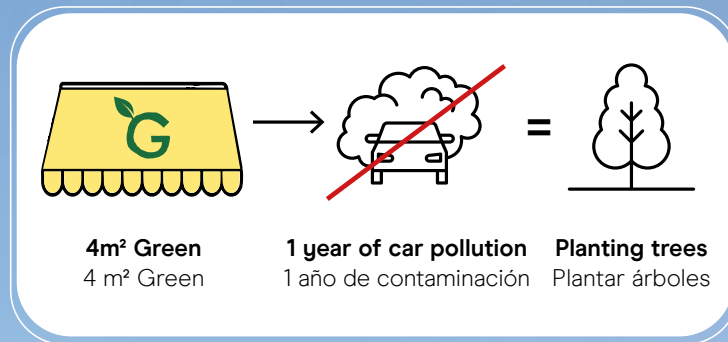 G
=
4m² Green
4 m² Green
1 year of car pollution
1 año de contaminación
Planting trees
Plantar árboles